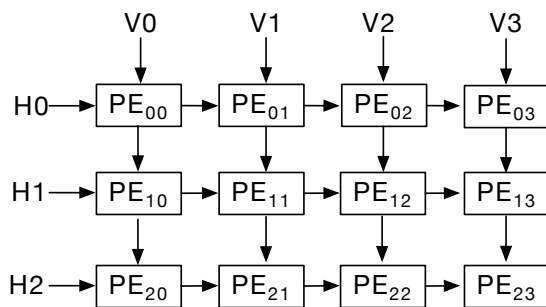 V0 V1 V2 V3
H0 PE₀₀ PE₀₁ PE₀₂ PE₀₃
H1 PE₁₀ PE₁₁ PE₁₂ PE₁₃
H2 PE₂₀ PE₂₁ PE₂₂ PE₂₃